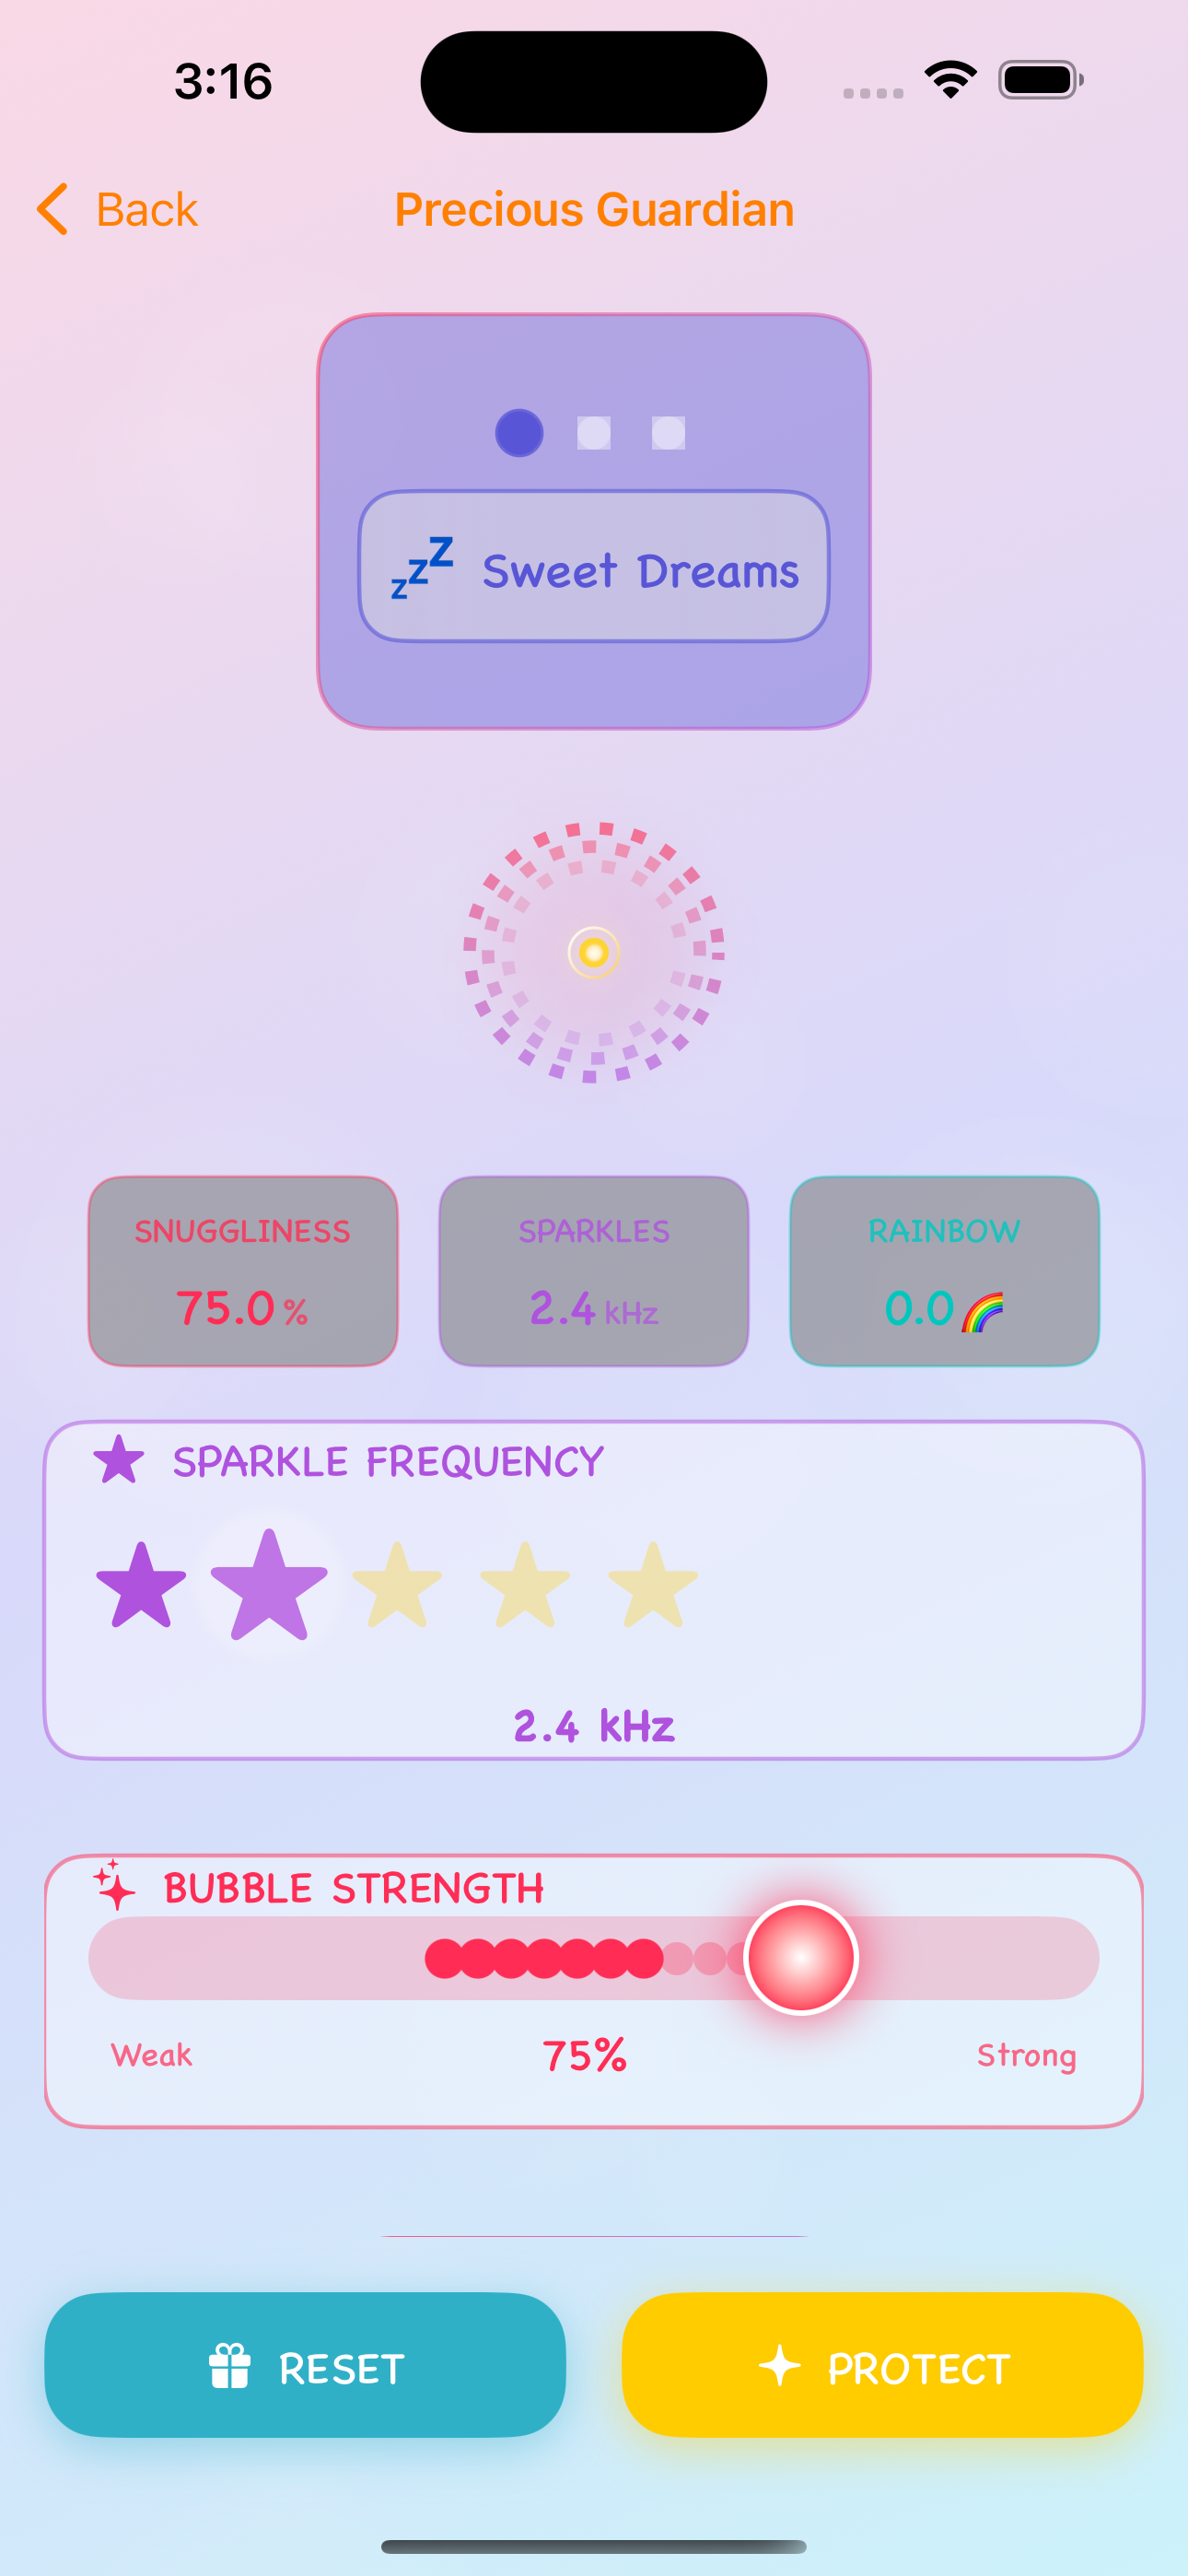 3:16
Back
Precious Guardian
💤 Sweet Dreams
SNUGGLINESS
75.0 %
SPARKLES
2.4 kHz
RAINBOW
0.0 🌈
SPARKLE FREQUENCY
2.4 kHz
BUBBLE STRENGTH
Weak
75%
Strong
RESET
PROTECT